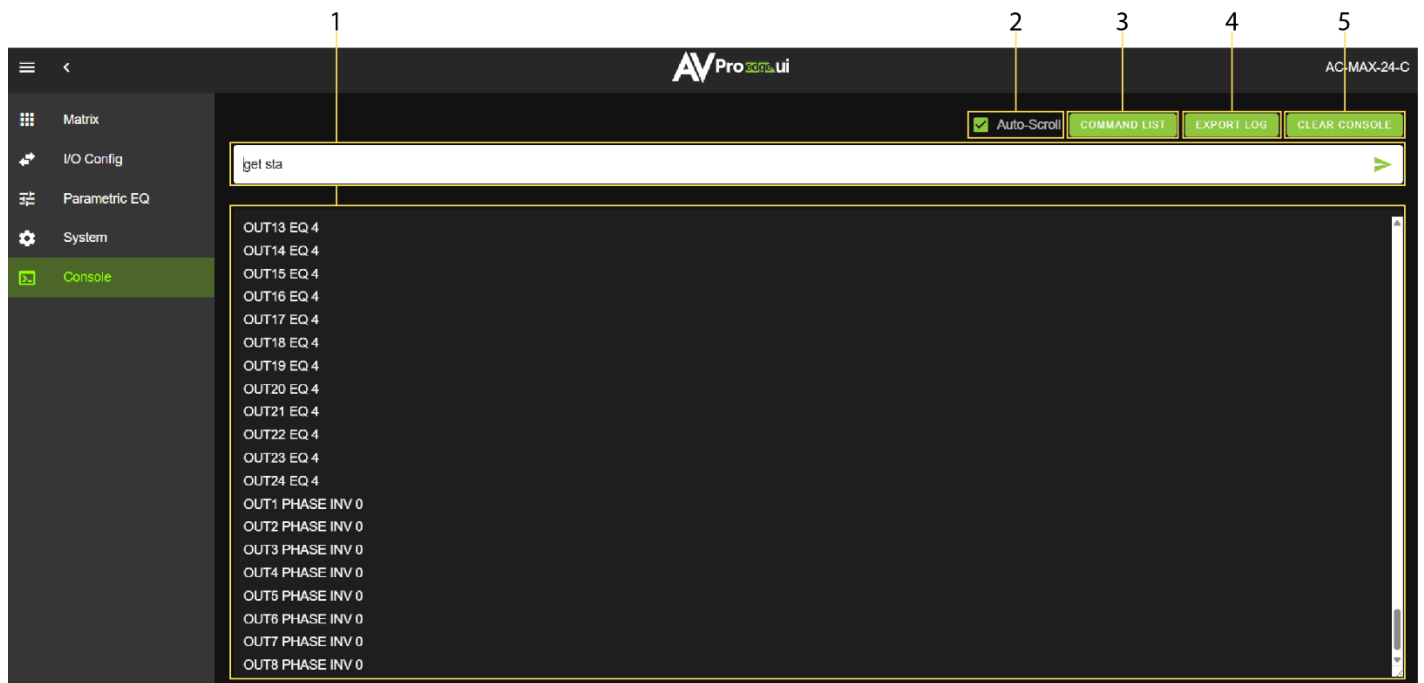 1 2 3 4 5
AVPro edge.ui AC-MAX-24-C
Matrix
Auto-Scroll COMMAND LIST EXPORT LOG CLEAR CONSOLE
I/O Config
get sta
Parametric EQ
System
Console
OUT13 EQ 4
OUT14 EQ 4
OUT15 EQ 4
OUT16 EQ 4
OUT17 EQ 4
OUT18 EQ 4
OUT19 EQ 4
OUT20 EQ 4
OUT21 EQ 4
OUT22 EQ 4
OUT23 EQ 4
OUT24 EQ 4
OUT1 PHASE INV 0
OUT2 PHASE INV 0
OUT3 PHASE INV 0
OUT4 PHASE INV 0
OUT5 PHASE INV 0
OUT6 PHASE INV 0
OUT7 PHASE INV 0
OUT8 PHASE INV 0